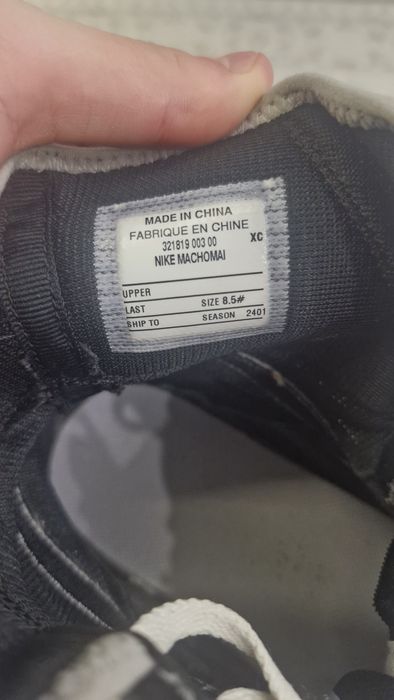 MADE IN CHINA
FABRIQUE EN CHINE
321819 003 00 XC
NIKE MACHOMAI
UPPER
LAST SIZE 8.5#
SHIP TO SEASON 2401